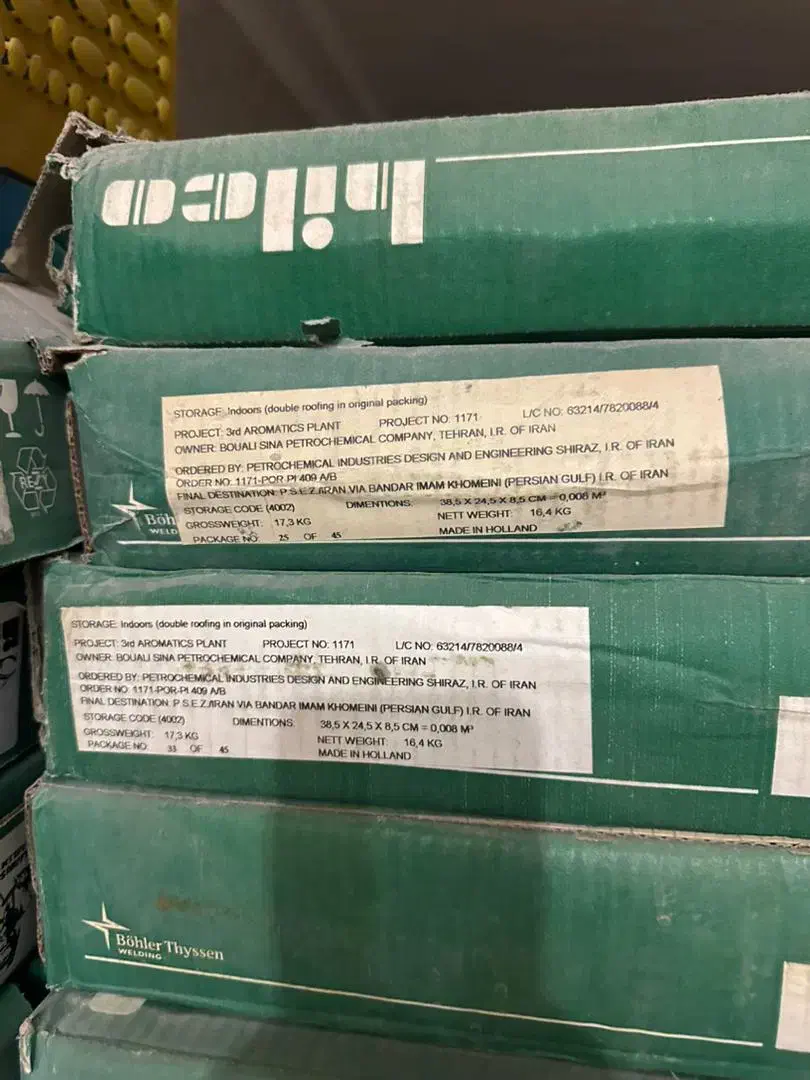 hilco
STORAGE: Indoors (double roofing in original packing)
PROJECT: 3rd AROMATICS PLANT PROJECT NO: 1171 L/C NO: 63214/7820088/4
OWNER: BOUALI SINA PETROCHEMICAL COMPANY, TEHRAN, I.R. OF IRAN
ORDERED BY: PETROCHEMICAL INDUSTRIES DESIGN AND ENGINEERING SHIRAZ, I.R. OF IRAN
ORDER NO: 1171-POR-PI 409 A/B
FINAL DESTINATION: P.S.E.Z./IRAN VIA BANDAR IMAM KHOMEINI (PERSIAN GULF) I.R. OF IRAN
STORAGE CODE (4002) DIMENTIONS: 38,5 X 24,5 X 8,5 CM = 0,008 M³
GROSSWEIGHT: 17,3 KG NETT WEIGHT: 16,4 KG
PACKAGE NO: 25 OF 45 MADE IN HOLLAND
Böh
WELD
RESY
STORAGE: Indoors (double roofing in original packing)
PROJECT: 3rd AROMATICS PLANT PROJECT NO: 1171 L/C NO: 63214/7820088/4
OWNER: BOUALI SINA PETROCHEMICAL COMPANY, TEHRAN, I.R. OF IRAN
ORDERED BY: PETROCHEMICAL INDUSTRIES DESIGN AND ENGINEERING SHIRAZ, I.R. OF IRAN
ORDER NO: 1171-POR-PI 409 A/B
FINAL DESTINATION: P.S.E.Z./IRAN VIA BANDAR IMAM KHOMEINI (PERSIAN GULF) I.R. OF IRAN
STORAGE CODE (4002) DIMENTIONS: 38,5 X 24,5 X 8,5 CM = 0,008 M³
GROSSWEIGHT: 17,3 KG NETT WEIGHT: 16,4 KG
PACKAGE NO: 33 OF 45 MADE IN HOLLAND
Böhler Thyssen
WELDING